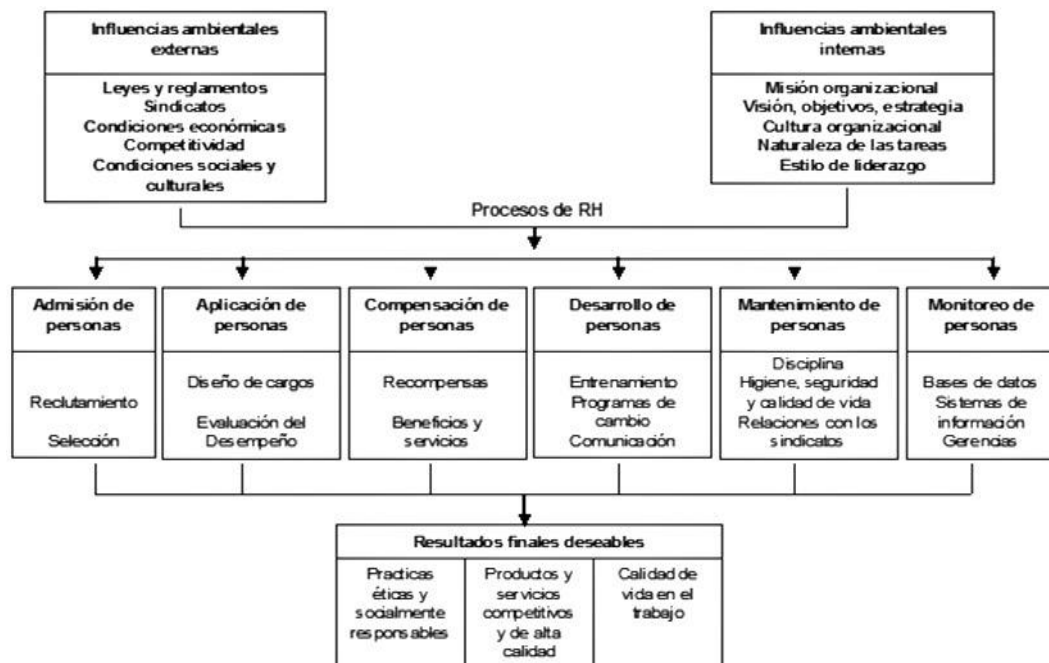 Influencias ambientales
externas
Leyes y reglamentos
Sindicatos
Condiciones económicas
Competitividad
Condiciones sociales y
culturales
Influencias ambientales
internas
Misión organizacional
Visión, objetivos, estrategia
Cultura organizacional
Naturaleza de las tareas
Estilo de liderazgo
Procesos de RH
Admisión de
personas
Reclutamiento
Selección
Aplicación de
personas
Diseño de cargos
Evaluación del
Desempeño
Compensación de
personas
Recompensas
Beneficios y
servicios
Desarrollo de
personas
Entrenamiento
Programas de
cambio
Comunicación
Mantenimiento de
personas
Disciplina
Higiene, seguridad
y calidad de vida
Relaciones con los
sindicatos
Monitoreo de
personas
Bases de datos
Sistemas de
información
Gerencias
Resultados finales deseables
Practicas
éticas y
socialmente
responsables
Productos y
servicios
competitivos
y de alta
calidad
Calidad de
vida en el
trabajo